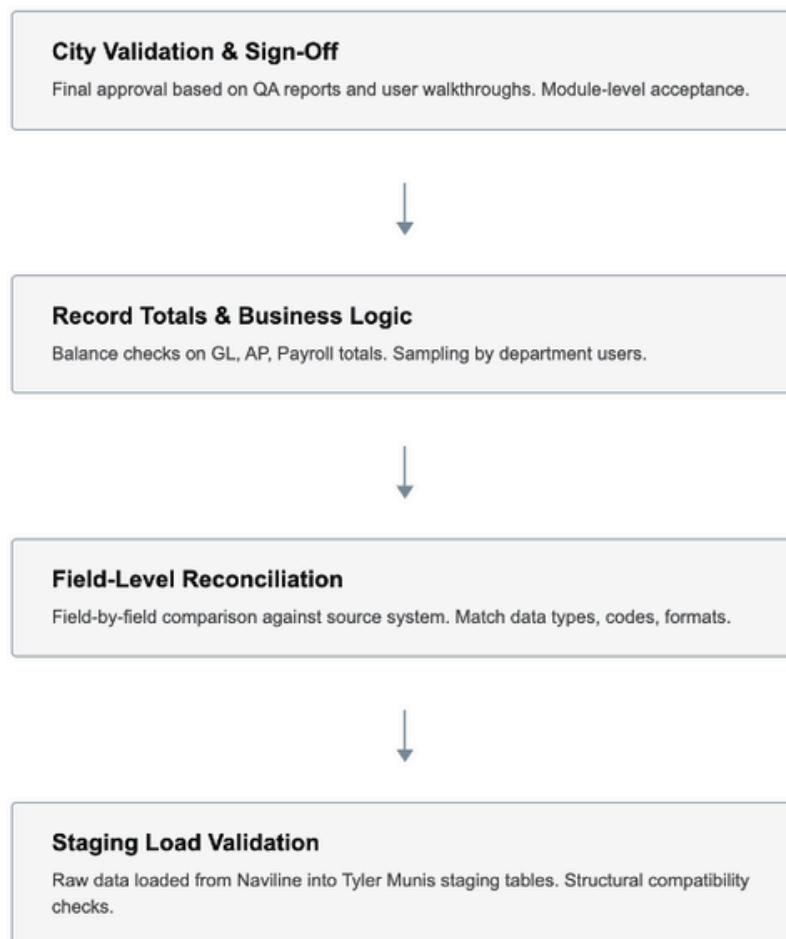 City Validation & Sign-Off
Final approval based on QA reports and user walkthroughs. Module-level acceptance.
Record Totals & Business Logic
Balance checks on GL, AP, Payroll totals. Sampling by department users.
Field-Level Reconciliation
Field-by-field comparison against source system. Match data types, codes, formats.
Staging Load Validation
Raw data loaded from Naviline into Tyler Munis staging tables. Structural compatibility
checks.